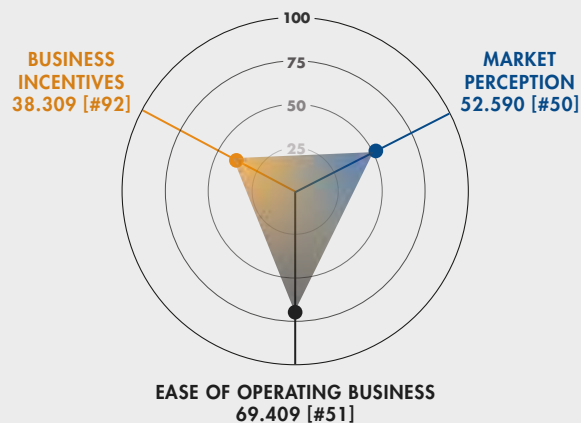 100
75
50
25
BUSINESS
INCENTIVES
38.309 [#92]
MARKET
PERCEPTION
52.590 [#50]
EASE OF OPERATING BUSINESS
69.409 [#51]